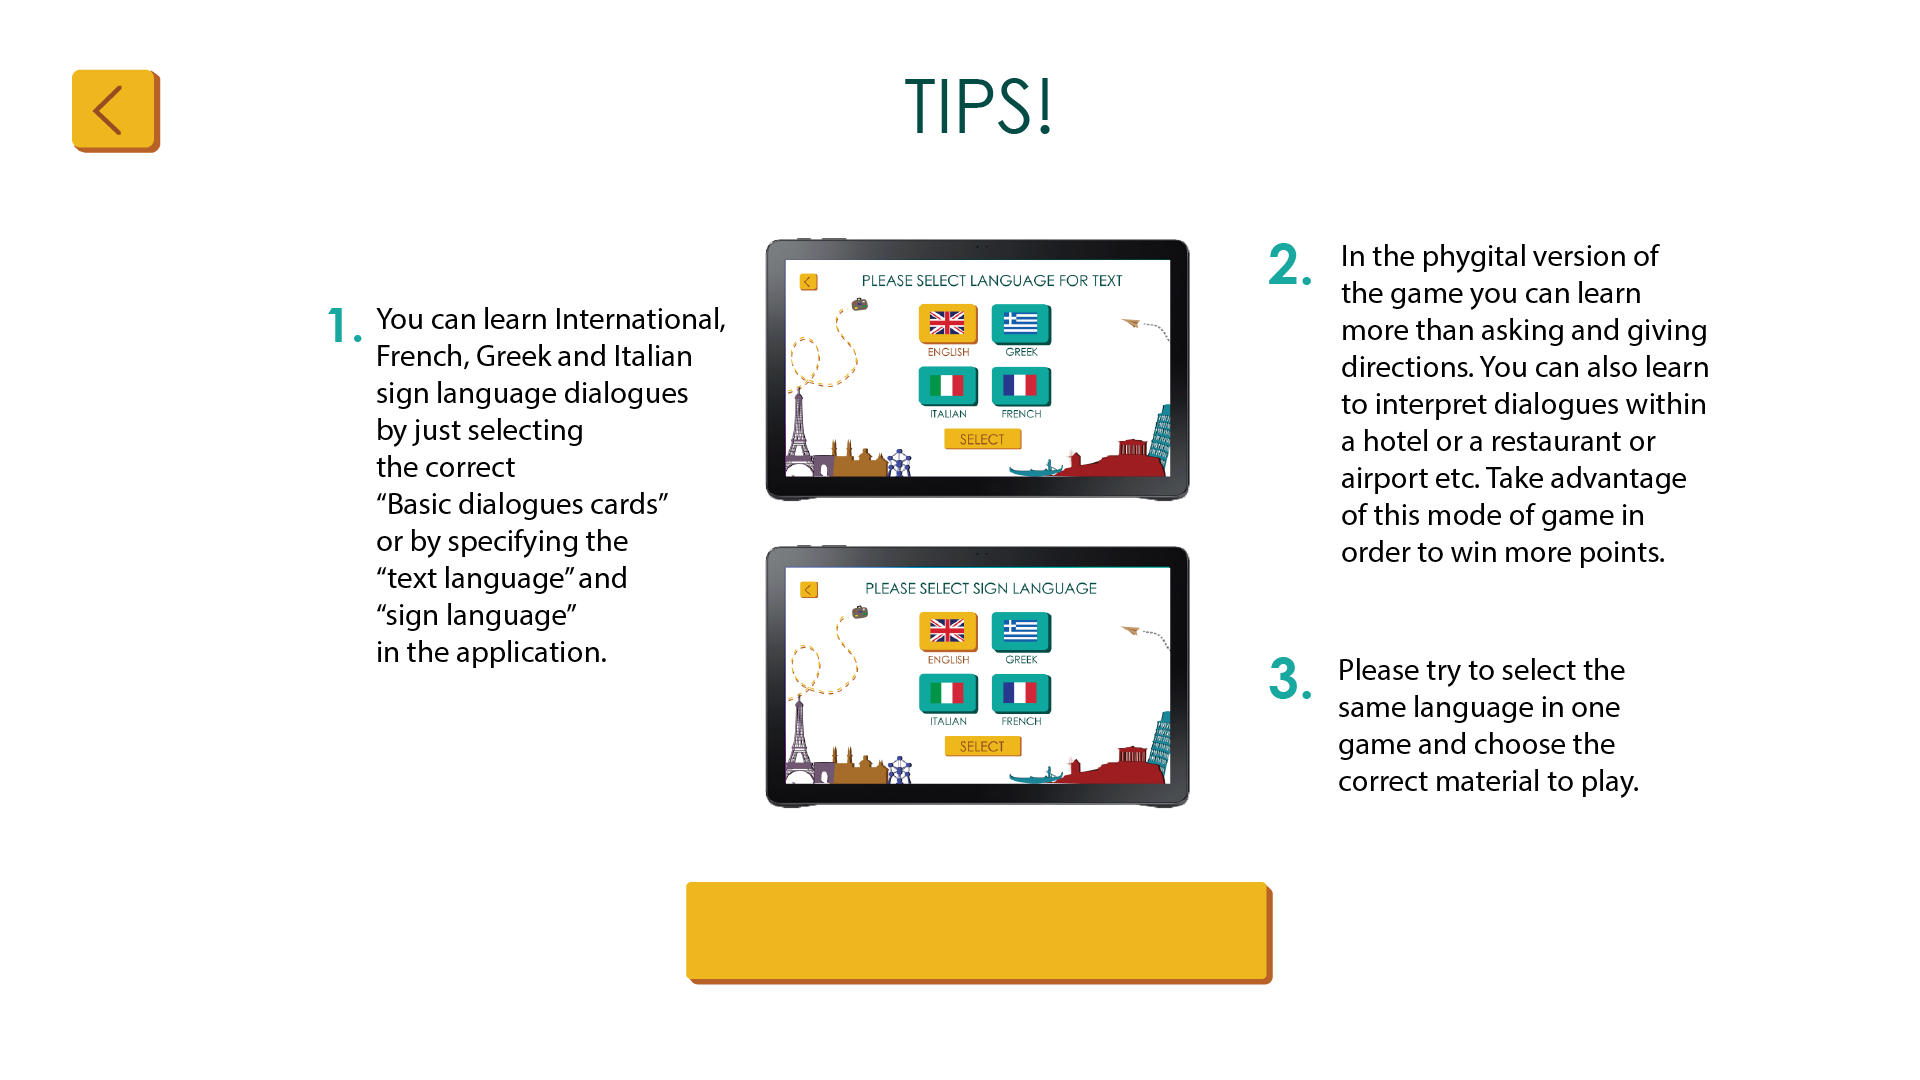 TIPS!
1. You can learn International,
French, Greek and Italian
sign language dialogues
by just selecting
the correct
“Basic dialogues cards”
or by specifying the
“text language” and
“sign language”
in the application.
PLEASE SELECT LANGUAGE FOR TEXT
ENGLISH GREEK
ITALIAN FRENCH
SELECT
PLEASE SELECT SIGN LANGUAGE
ENGLISH GREEK
ITALIAN FRENCH
SELECT
2. In the phygital version of
the game you can learn
more than asking and giving
directions. You can also learn
to interpret dialogues within
a hotel or a restaurant or
airport etc. Take advantage
of this mode of game in
order to win more points.
3. Please try to select the
same language in one
game and choose the
correct material to play.